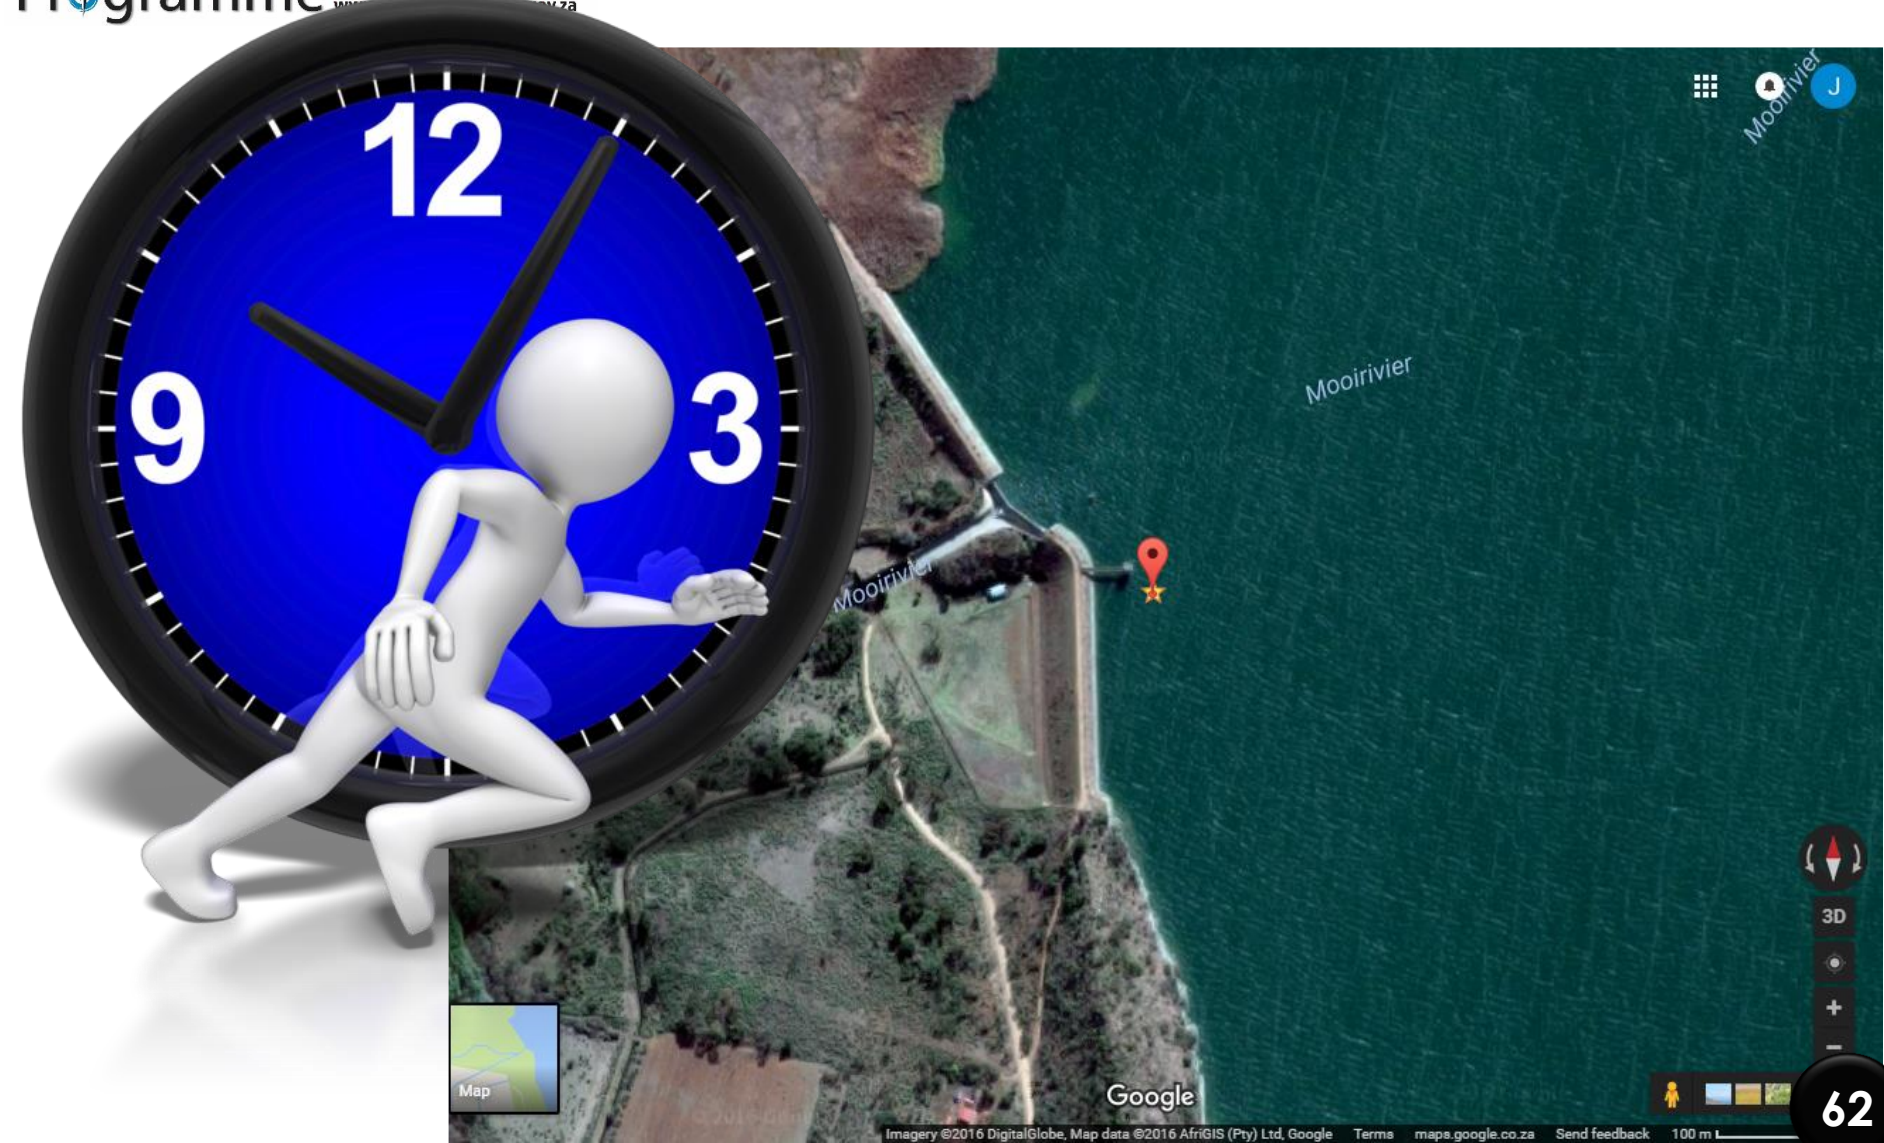 Programme
12
9
3
Mooirivier
J
Mooirivier
Mooirivier
3D
+
−
Map
Google
62
Imagery ©2016 DigitalGlobe, Map data ©2016 AfriGIS (Pty) Ltd, Google Terms maps.google.co.za Send feedback 100 m